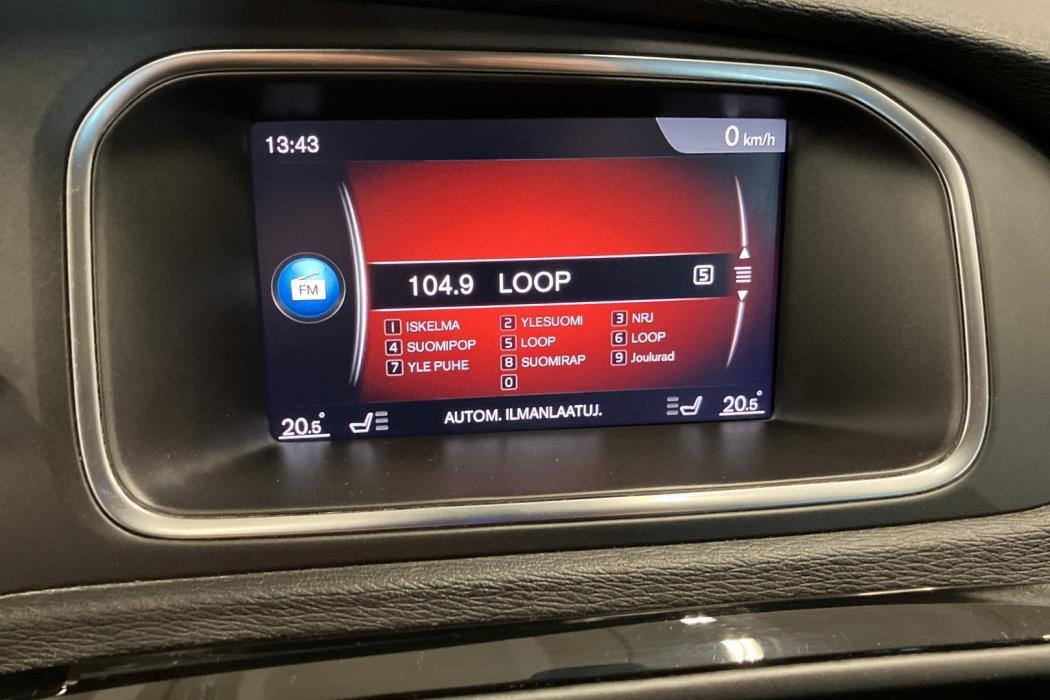 13:43 0 km/h
FM
104.9 LOOP 5
1 ISKELMA 2 YLESUOMI 3 NRJ
4 SUOMIPOP 5 LOOP 6 LOOP
7 YLE PUHE 8 SUOMIRAP 9 Joulurad
0
20.5° AUTOM. ILMANLAATUJ. 20.5°